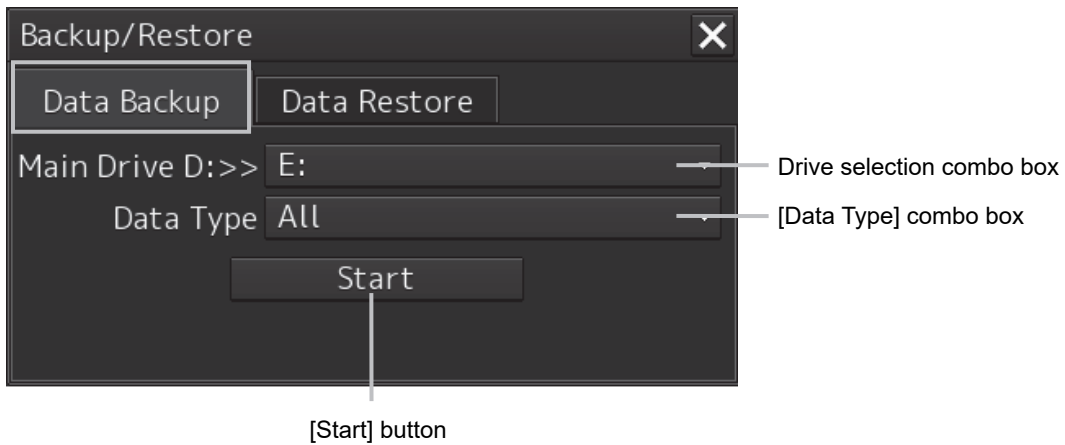 Backup/Restore
Data Backup Data Restore
Main Drive D:>> E: Drive selection combo box
Data Type All [Data Type] combo box
Start
[Start] button